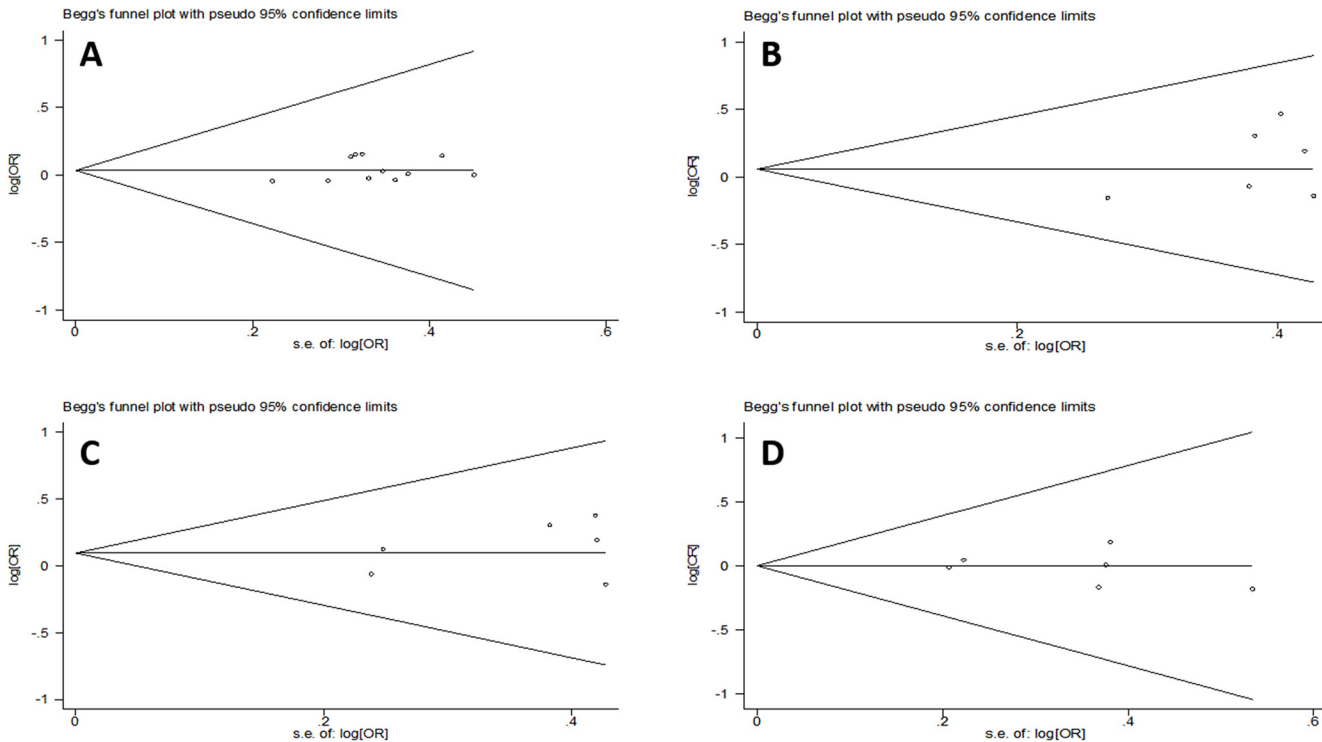 Begg's funnel plot with pseudo 95% confidence limits
A
1
.5
0
-.5
-1
log[OR]
0
.2
.4
.6
s.e. of: log[OR]
Begg's funnel plot with pseudo 95% confidence limits
B
1
.5
0
-.5
-1
log[OR]
0
.2
.4
s.e. of: log[OR]
Begg's funnel plot with pseudo 95% confidence limits
C
1
.5
0
-.5
-1
log[OR]
0
.2
.4
s.e. of: log[OR]
Begg's funnel plot with pseudo 95% confidence limits
D
1
.5
0
-.5
-1
log[OR]
0
.2
.4
.6
s.e. of: log[OR]